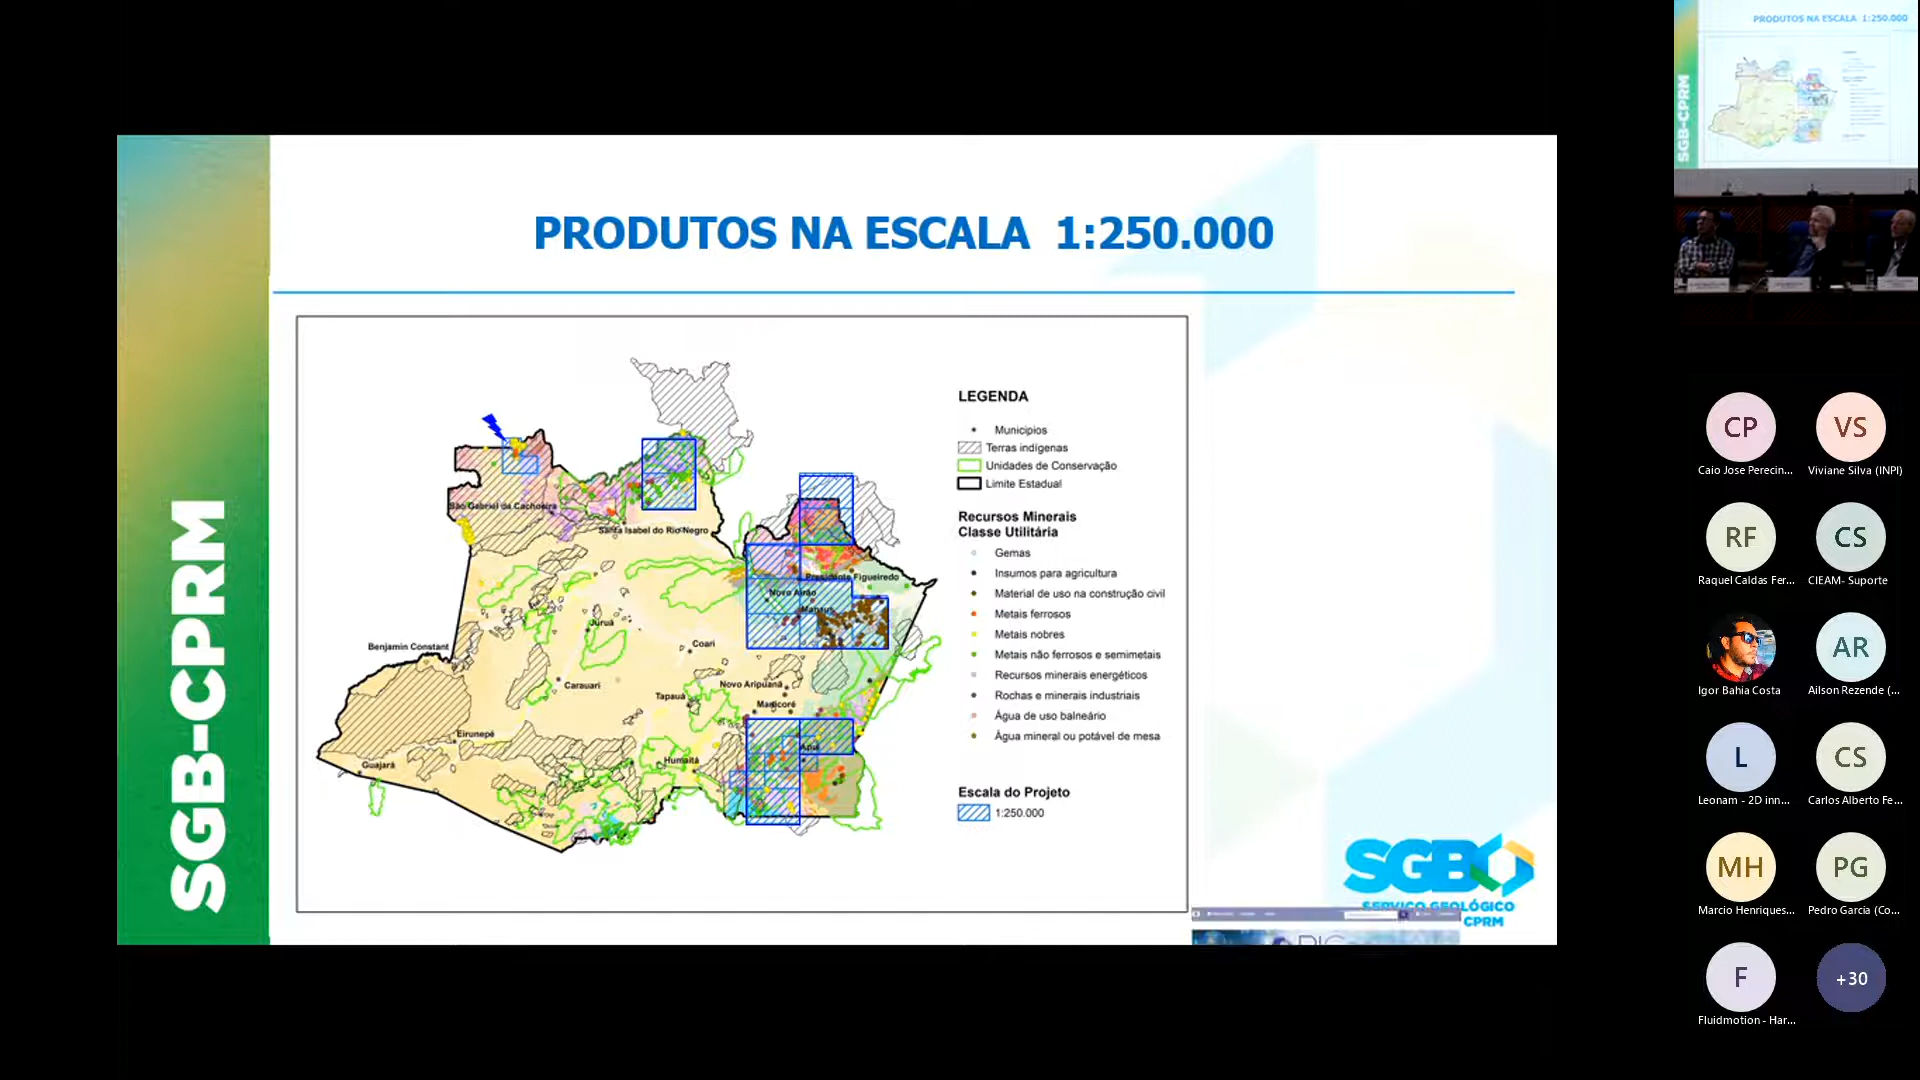 PRODUTOS NA ESCALA 1:250.000
SGB-CPRM
São Gabriel da Cachoeira
Santa Isabel do Rio Negro
Presidente Figueiredo
Novo Airão
Manaus
Juruá
Benjamin Constant
Coari
Carauari
Tapauá
Novo Aripuanã
Manicoré
Eirunepé
Apuí
Humaitá
Guajará
LEGENDA
Municipios
Terras indígenas
Unidades de Conservação
Limite Estadual
Recursos Minerais
Classe Utilitária
Gemas
Insumos para agricultura
Material de uso na construção civil
Metais ferrosos
Metais nobres
Metais não ferrosos e semimetais
Recursos minerais energéticos
Rochas e minerais industriais
Água de uso balneário
Água mineral ou potável de mesa
Escala do Projeto
1:250.000
SGB
SERVIÇO GEOLÓGICO
CPRM
PRODUTOS NA ESCALA 1:250.000
SGB-CPRM
CP
VS
Caio Jose Perecin...
Viviane Silva (INPI)
RF
CS
Raquel Caldas Fer...
CIEAM- Suporte
AR
Igor Bahia Costa
Ailson Rezende (...
L
CS
Leonam - 2D inn...
Carlos Alberto Fe...
MH
PG
Marcio Henriques...
Pedro Garcia (Co...
F
+30
Fluidmotion - Har...